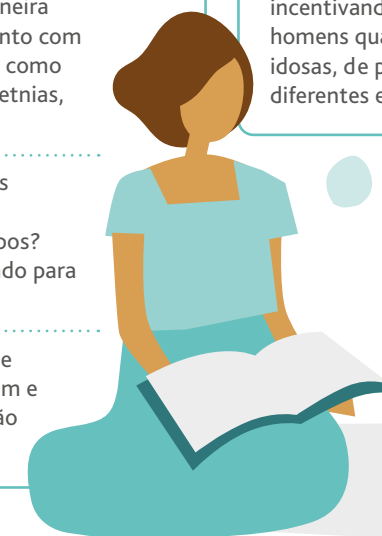 neira
nto com
como
etnias,
s
pos?
do para
e
m e
ão
incentivand
homens qua
idosas, de p
diferentes e